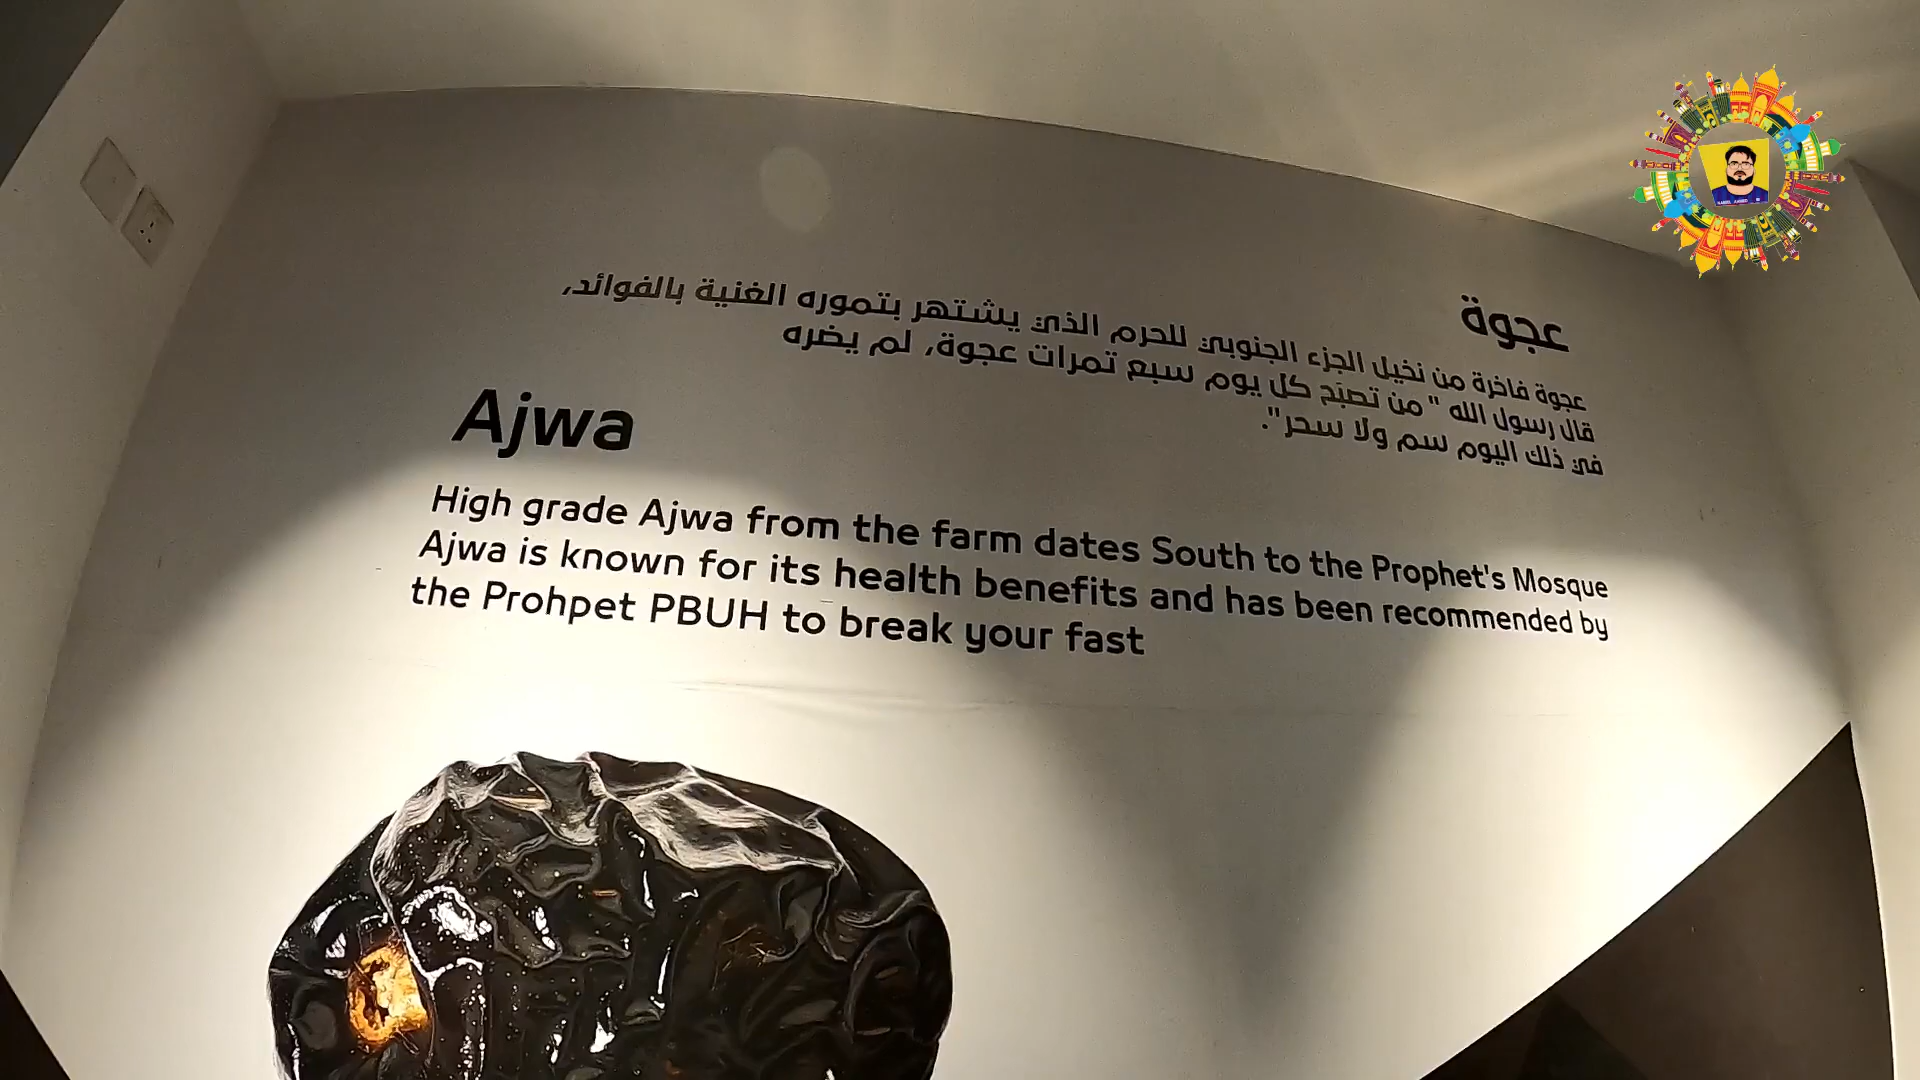 عجوة
عجوة فاخرة من نخيل الجزء الجنوبي للحرم الذي يشتهر بتموره الغنية بالفوائد,
قال رسول الله " من تصبّح كل يوم سبع تمرات عجوة, لم يضره
في ذلك اليوم سم ولا سحر".
Ajwa
High grade Ajwa from the farm dates South to the Prophet's Mosque
Ajwa is known for its health benefits and has been recommended by
the Prohpet PBUH to break your fast